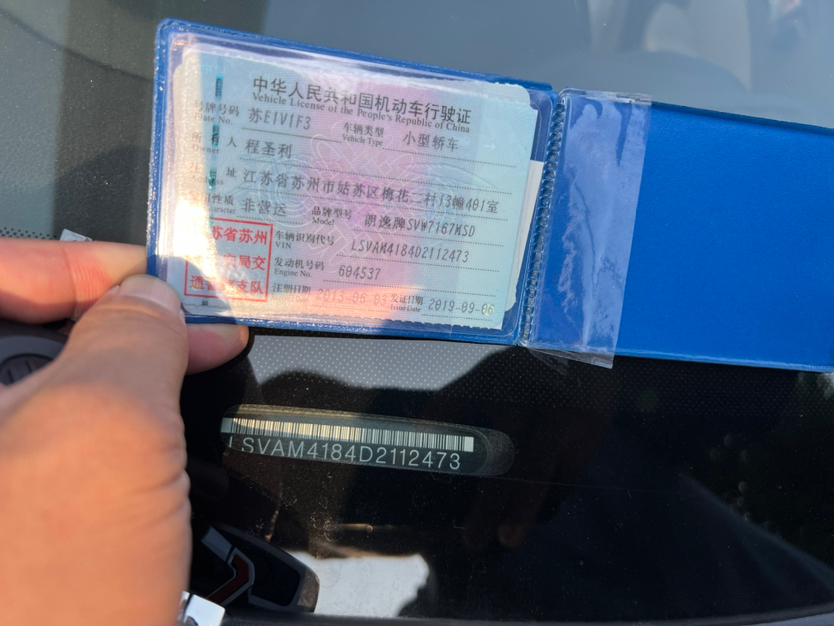 中华人民共和国机动车行驶证
Vehicle License of the People's Republic of China
号牌号码 苏E1V1F3 车辆类型 小型轿车
Plate No. Vehicle Type
所有人 程圣利
Owner
住址 江苏省苏州市姑苏区梅花二村13幢401室
使用性质 非营运 品牌型号 朗逸牌SVW7167MSD
Character Model
江苏省苏州 车辆识别代号 LSVAM4184D2112473
VIN
公安局交 发动机号码 604537
Engine No.
通警察支队 注册日期 2013-06-03 发证日期 2019-09-06
Issue Date
LSVAM4184D2112473